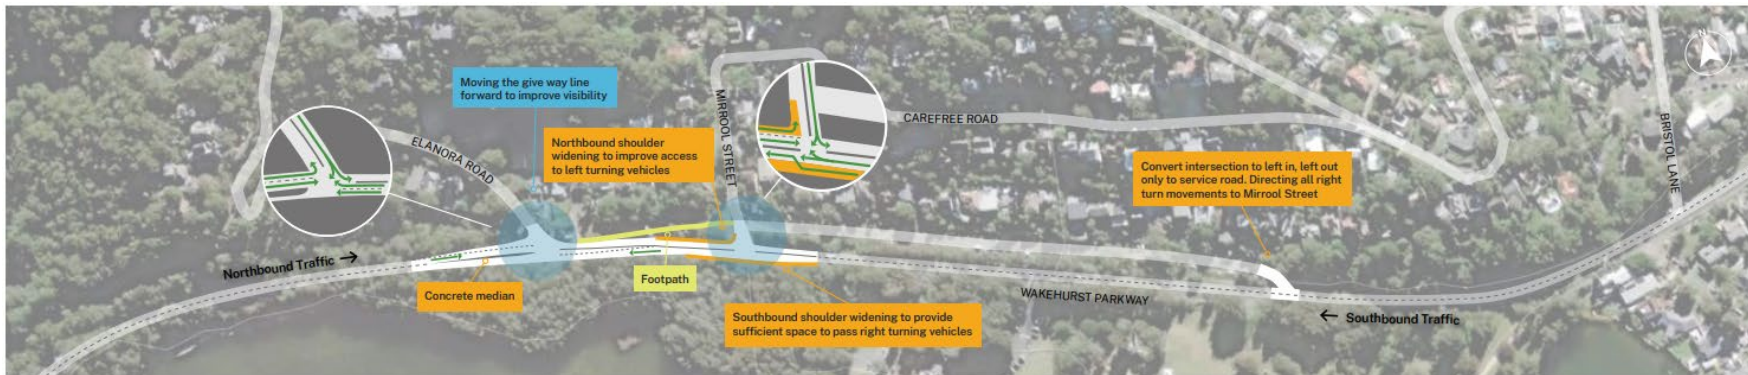 N
Moving the give way line
forward to improve visibility
ELANORA ROAD
Northbound shoulder
widening to improve access
to left turning vehicles
MIRROOL STREET
CAREFREE ROAD
BRISTOL LANE
Convert intersection to left in, left out
only to service road. Directing all right
turn movements to Mirrool Street
Northbound Traffic →
Concrete median
Footpath
WAKEHURST PARKWAY
Southbound shoulder widening to provide
sufficient space to pass right turning vehicles
← Southbound Traffic